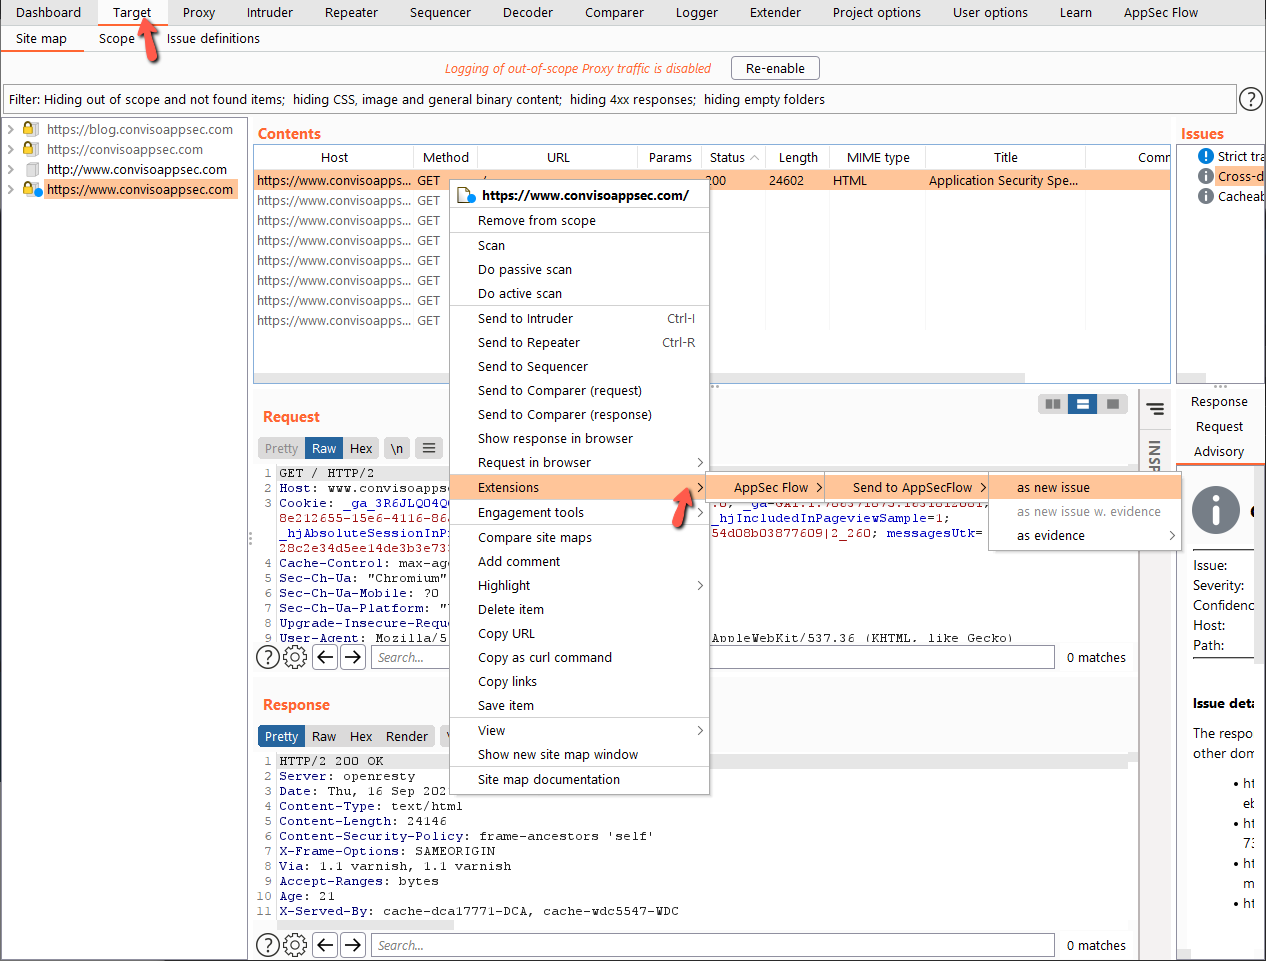 Dashboard Target Proxy Intruder Repeater Sequencer Decoder Comparer Logger Extender Project options User options Learn AppSec Flow
Site map Scope Issue definitions
Logging of out-of-scope Proxy traffic is disabled Re-enable
Filter: Hiding out of scope and not found items; hiding CSS, image and general binary content; hiding 4xx responses; hiding empty folders ?
https://blog.convisoappsec.com
https://convisoappsec.com
http://www.convisoappsec.com
https://www.convisoappsec.com
Contents
Host Method URL Params Status Length MIME type Title Comm
https://www.convisoapps... GET / 200 24602 HTML Application Security Spe...
https://www.convisoapps... GET
https://www.convisoapps... GET
https://www.convisoapps... GET
https://www.convisoapps... GET
https://www.convisoapps... GET
https://www.convisoapps... GET
https://www.convisoapps... GET
https://www.convisoappsec.com/
Remove from scope
Scan
Do passive scan
Do active scan
Send to Intruder Ctrl-I
Send to Repeater Ctrl-R
Send to Sequencer
Send to Comparer (request)
Send to Comparer (response)
Show response in browser
Request in browser
Extensions
Engagement tools
Compare site maps
Add comment
Highlight
Delete item
Copy URL
Copy as curl command
Copy links
Save item
View
Show new site map window
Site map documentation
AppSec Flow
Send to AppSecFlow
as new issue
as new issue w. evidence
as evidence
Issues
Strict tra
Cross-d
Cacheab
Request
Pretty Raw Hex \n
1 GET / HTTP/2
2 Host: www.convisoappse
3 Cookie: _ga_3R6JLQ04Q
8e212655-15e6-4116-86 _hjIncludedInPageviewSample=1;
_hjAbsoluteSessionInP 54d08b03877609|2_260; messagesUtk=
28c2e34d5ee14de3b3e73
4 Cache-Control: max-ag
5 Sec-Ch-Ua: "Chromium"
6 Sec-Ch-Ua-Mobile: ?0
7 Sec-Ch-Ua-Platform: "
8 Upgrade-Insecure-Requ
9 User-Agent: Mozilla/5 AppleWebKit/537.36 (KHTML, like Gecko)
? Search... 0 matches
Response
Pretty Raw Hex Render
1 HTTP/2 200 OK
2 Server: openresty
3 Date: Thu, 16 Sep 202
4 Content-Type: text/html
5 Content-Length: 24146
6 Content-Security-Policy: frame-ancestors 'self'
7 X-Frame-Options: SAMEORIGIN
8 Via: 1.1 varnish, 1.1 varnish
9 Accept-Ranges: bytes
10 Age: 21
11 X-Served-By: cache-dca17771-DCA, cache-wdc5547-WDC
? Search... 0 matches
INSP
Response
Request
Advisory
Issue:
Severity:
Confidenc
Host:
Path:
Issue deta
The respo
other dom
• ht
eb
• ht
73
• ht
m
• ht